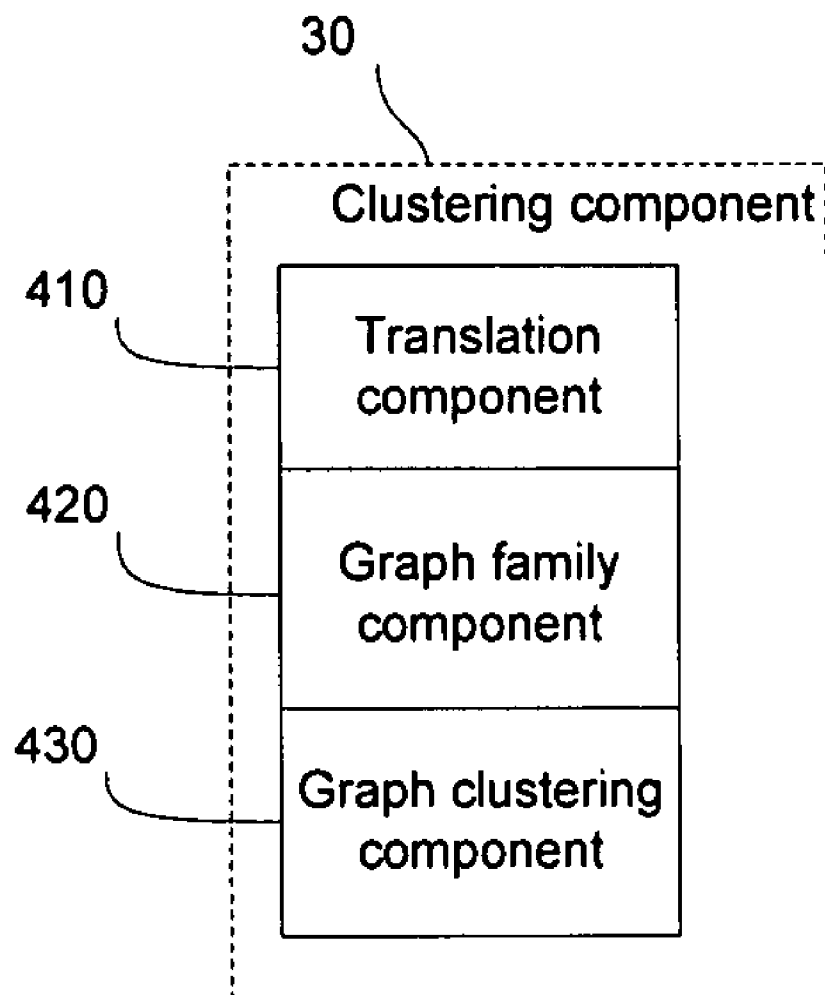 30
Clustering component
410
Translation
component
420
Graph family
component
430
Graph clustering
component